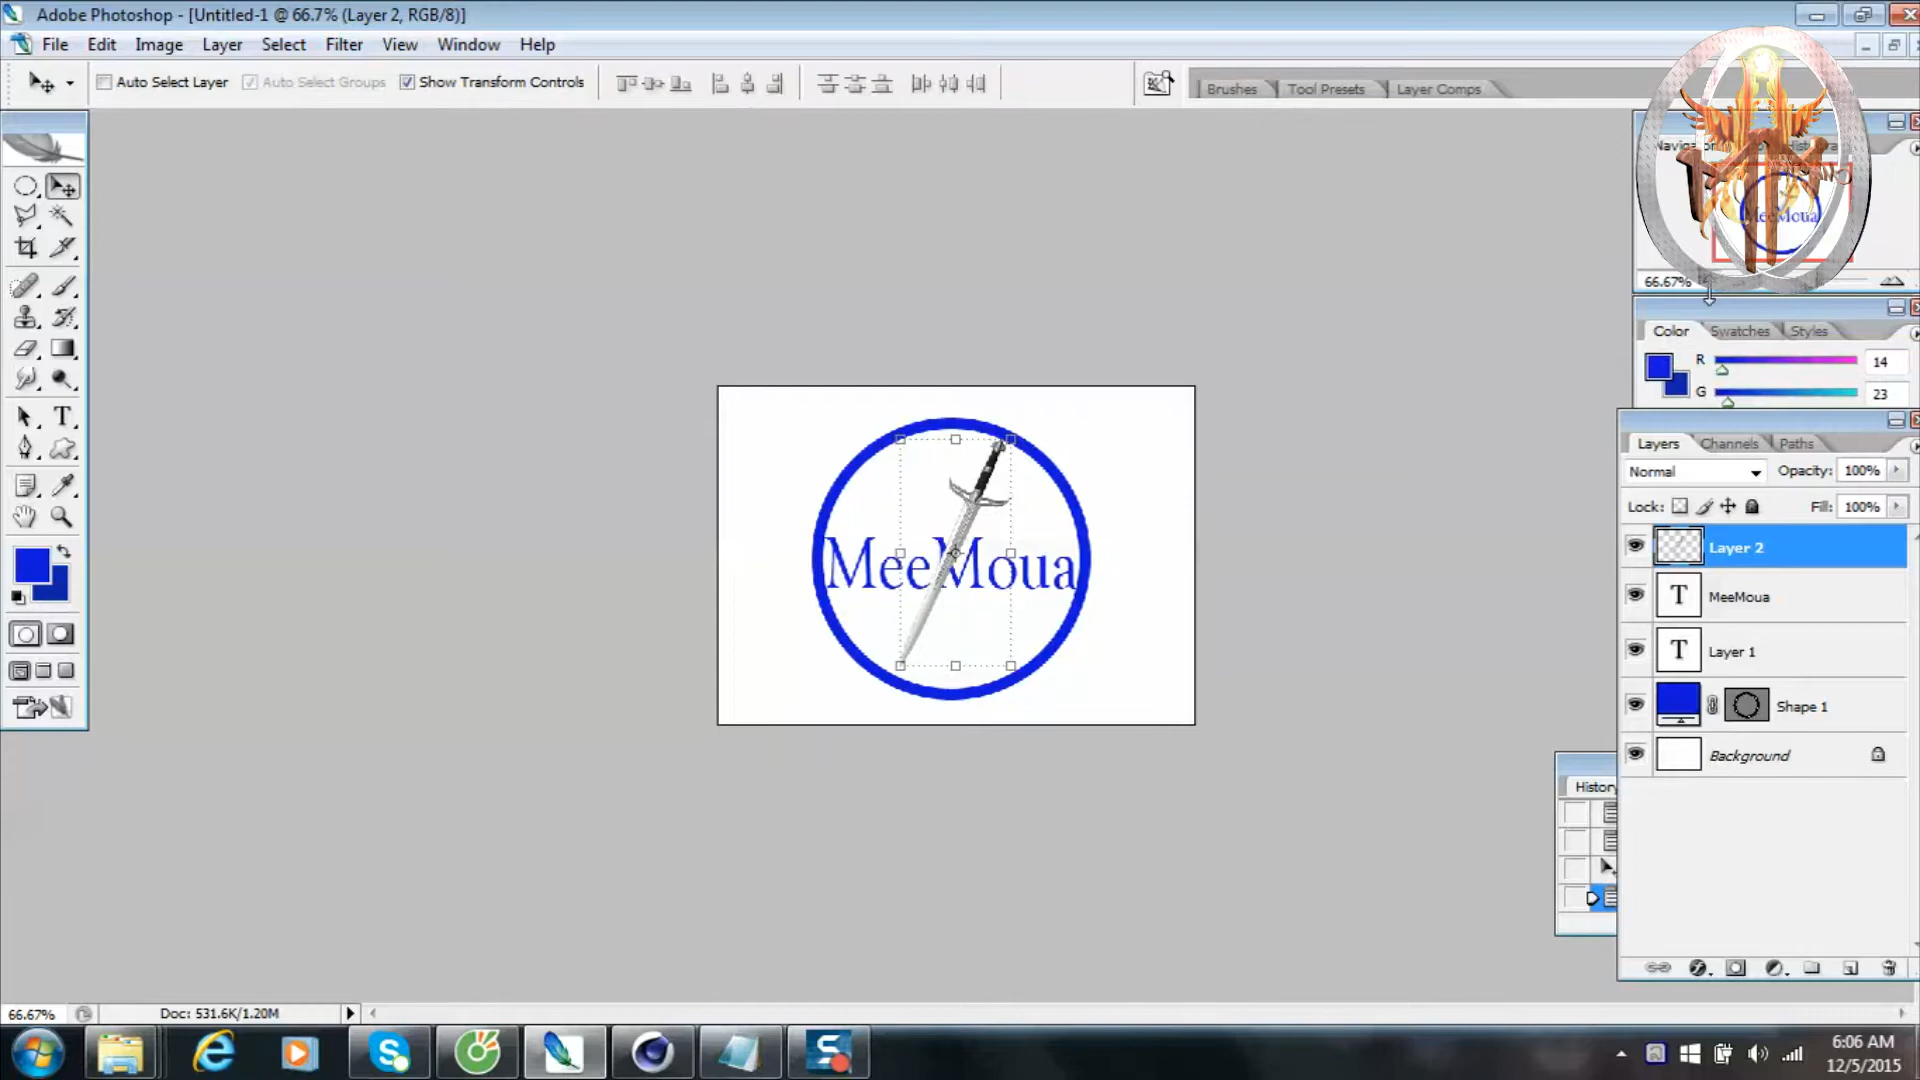 Adobe Photoshop - [Untitled-1 @ 66.7% (Layer 2, RGB/8)]
File Edit Image Layer Select Filter View Window Help
Auto Select Layer Auto Select Groups Show Transform Controls
Brushes Tool Presets Layer Comps
MeeMoua
66.67%
Color Swatches Styles
R 14
G 23
Layers Channels Paths
Normal Opacity: 100%
Lock: Fill: 100%
Layer 2
T MeeMoua
T Layer 1
Shape 1
Background
MeeMoua
History
66.67% Doc: 531.6K/1.20M
6:06 AM
12/5/2015